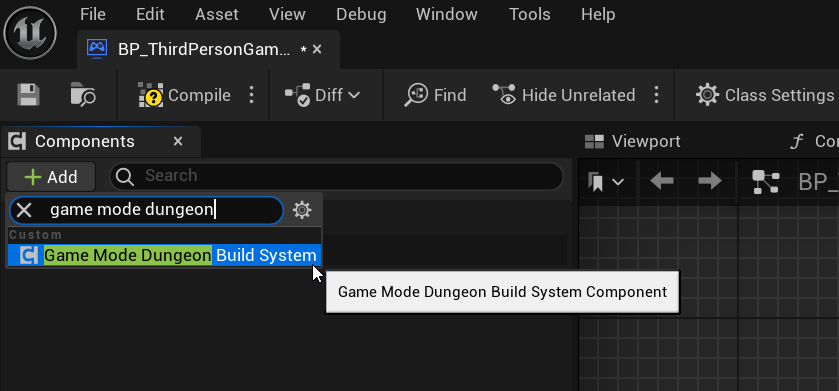 File Edit Asset View Debug Window Tools Help
BP_ThirdPersonGam... *
Compile Diff Find Hide Unrelated Class Settings
Components Viewport Con
Add Search BP_
game mode dungeon
Custom
Game Mode Dungeon Build System
Game Mode Dungeon Build System Component